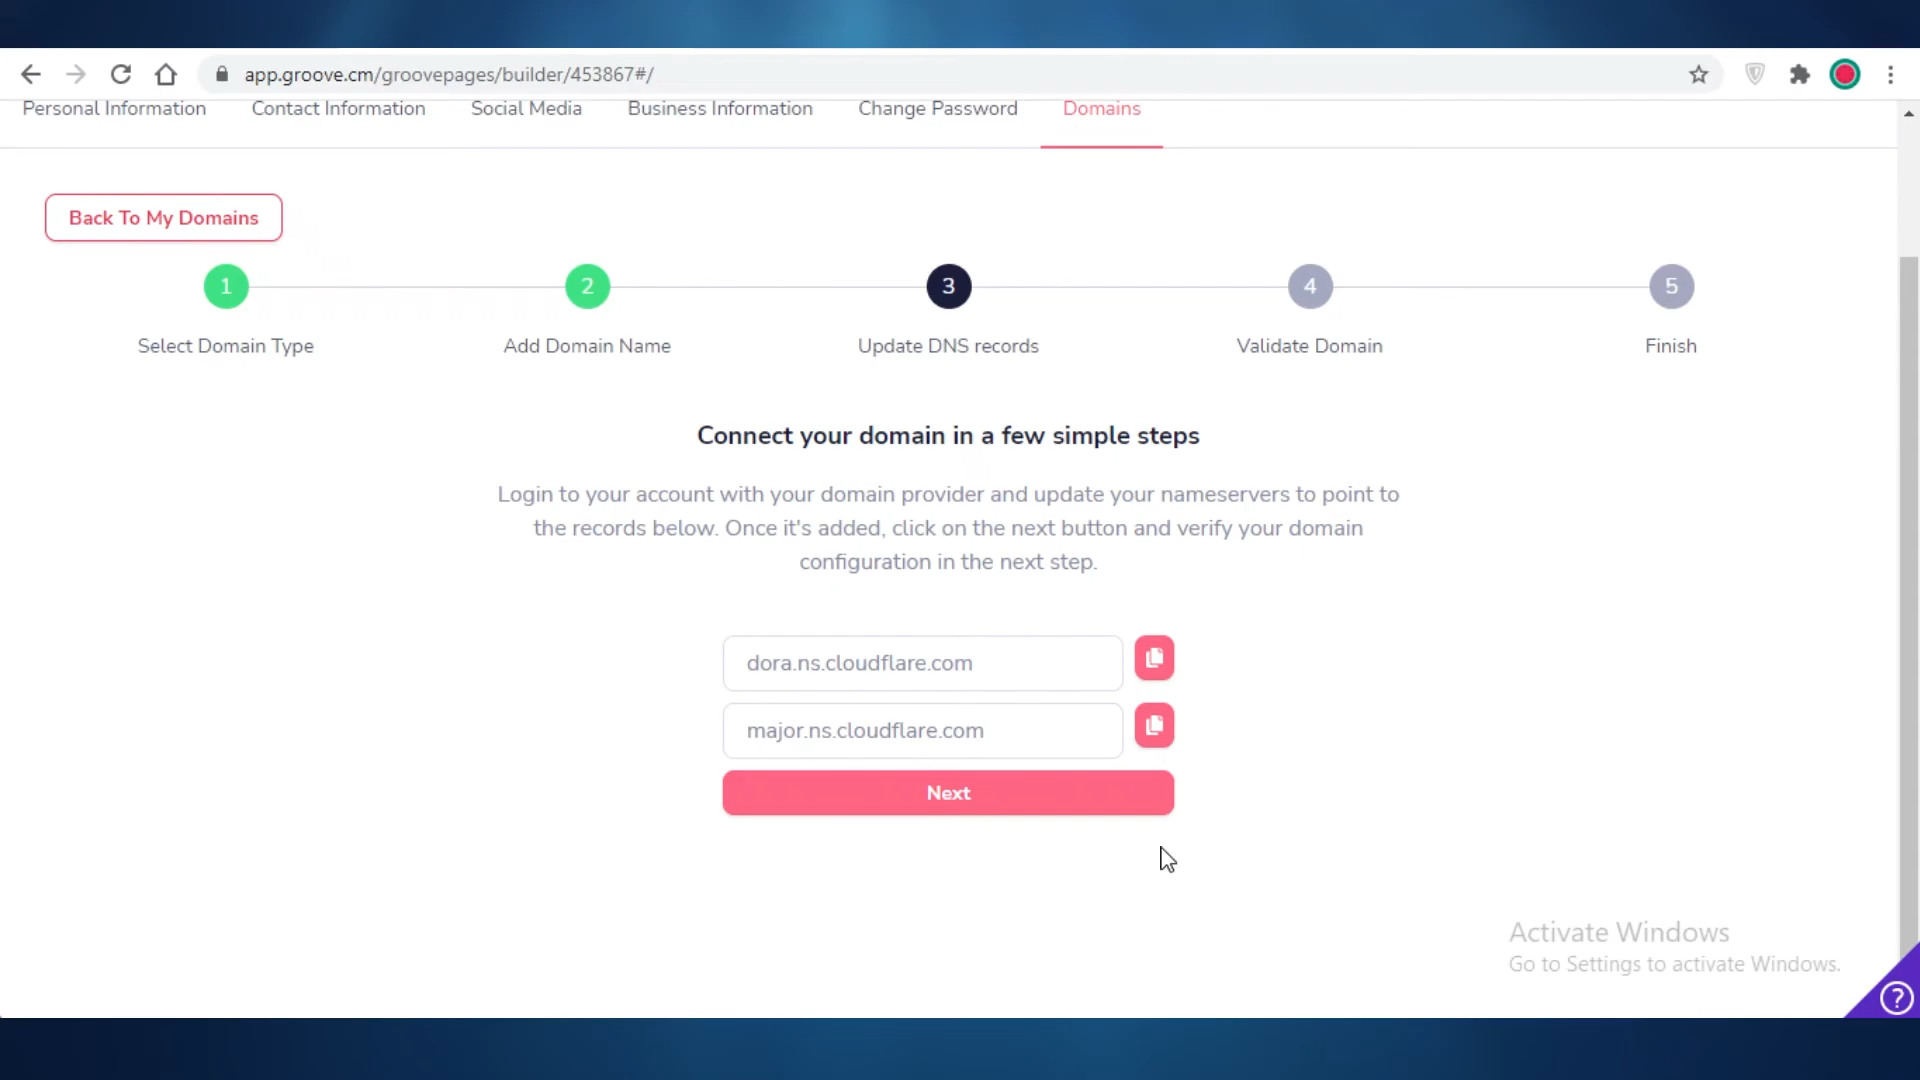 app.groove.cm/groovepages/builder/453867#/
Personal Information Contact Information Social Media Business Information Change Password Domains
Back To My Domains
1 2 3 4 5
Select Domain Type Add Domain Name Update DNS records Validate Domain Finish
Connect your domain in a few simple steps
Login to your account with your domain provider and update your nameservers to point to
the records below. Once it's added, click on the next button and verify your domain
configuration in the next step.
dora.ns.cloudflare.com
major.ns.cloudflare.com
Next
Activate Windows
Go to Settings to activate Windows.
?